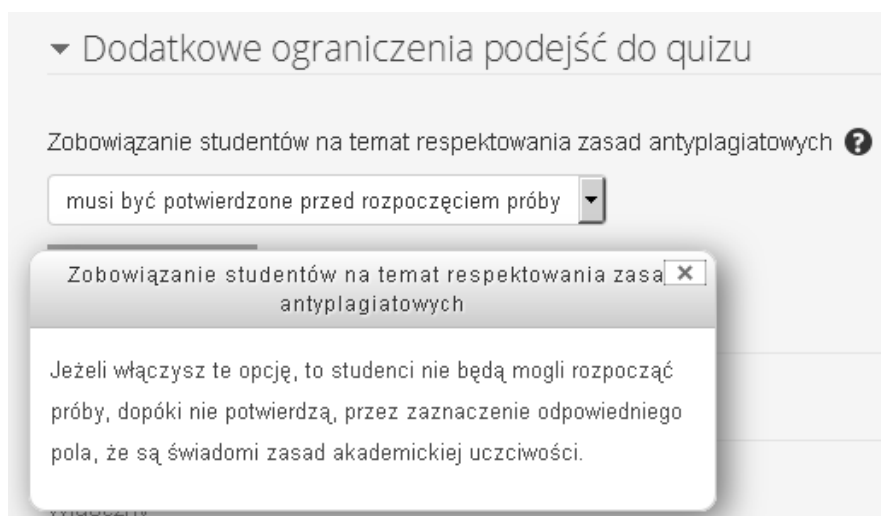 Dodatkowe ograniczenia podejść do quizu
Zobowiązanie studentów na temat respektowania zasad antyplagiatowych
musi być potwierdzone przed rozpoczęciem próby
Zobowiązanie studentów na temat respektowania zasa
antyplagiatowych
Jeżeli włączysz te opcję, to studenci nie będą mogli rozpocząć
próby, dopóki nie potwierdzą, przez zaznaczenie odpowiedniego
pola, że są świadomi zasad akademickiej uczciwości.